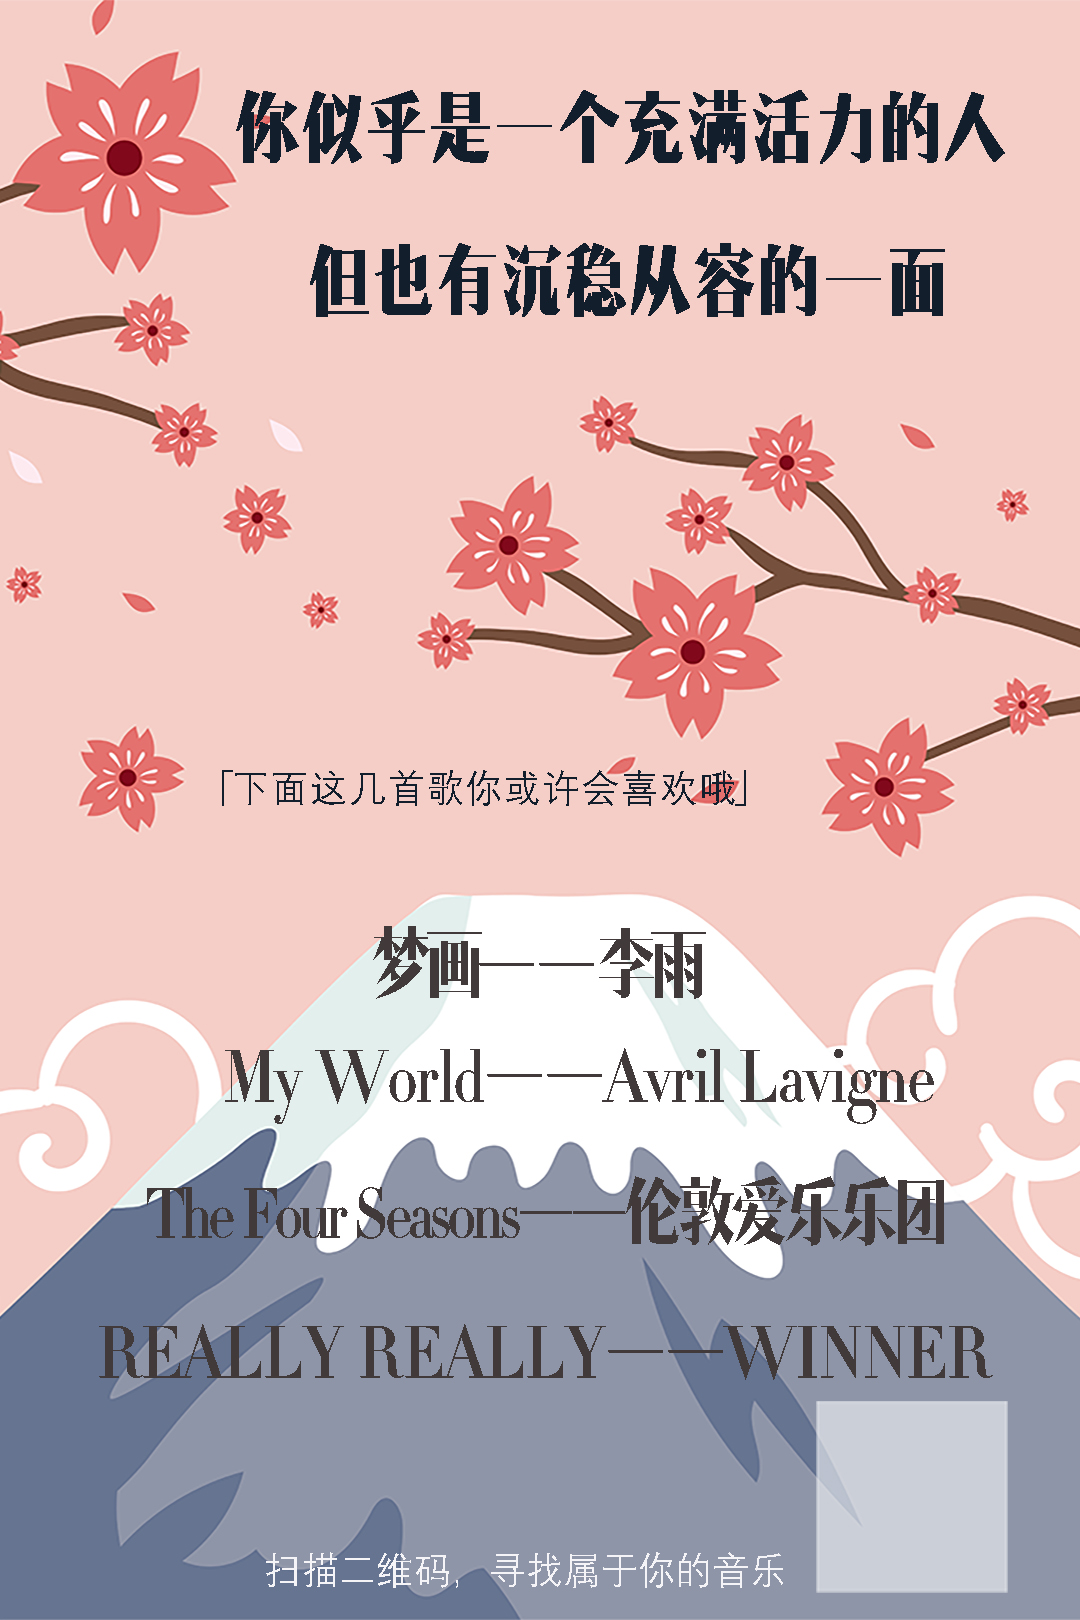 你似乎是一个充满活力的人
但也有沉稳从容的一面
「下面这几首歌你或许会喜欢哦」
梦画——李雨
My World——Avril Lavigne
The Four Seasons——伦敦爱乐乐团
REALLY REALLY——WINNER
扫描二维码，寻找属于你的音乐